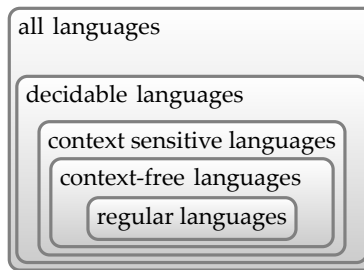 all languages
decidable languages
context sensitive languages
context-free languages
regular languages